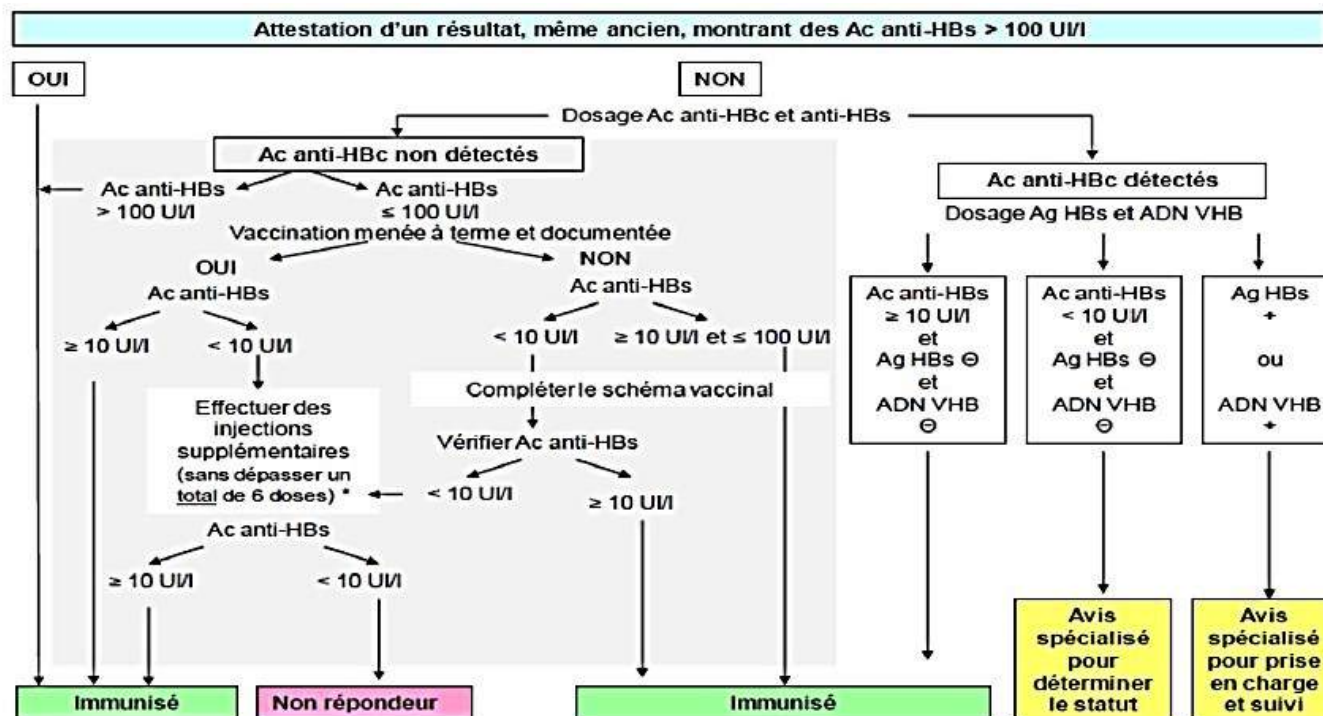 Attestation d'un résultat, même ancien, montrant des Ac anti-HBs > 100 UI/l
OUI
NON
Dosage Ac anti-HBc et anti-HBs
Ac anti-HBc non détectés
Ac anti-HBs
> 100 UI/l
Ac anti-HBs
≤ 100 UI/l
Vaccination menée à terme et documentée
OUI
Ac anti-HBs
≥ 10 UI/l
< 10 UI/l
Effectuer des
injections
supplémentaires
(sans dépasser un
total de 6 doses) *
NON
Ac anti-HBs
< 10 UI/l
≥ 10 UI/l et ≤ 100 UI/l
Compléter le schéma vaccinal
Vérifier Ac anti-HBs
< 10 UI/l
≥ 10 UI/l
Ac anti-HBs
≥ 10 UI/l
< 10 UI/l
Ac anti-HBc détectés
Dosage Ag HBs et ADN VHB
Ac anti-HBs
≥ 10 UI/l
et
Ag HBs ⊖
et
ADN VHB
⊖
Ac anti-HBs
< 10 UI/l
et
Ag HBs ⊖
et
ADN VHB
⊖
Ag HBs
+
ou
ADN VHB
+
Immunisé
Non répondeur
Immunisé
Avis
spécialisé
pour
déterminer
le statut
Avis
spécialisé
pour prise
en charge
et suivi